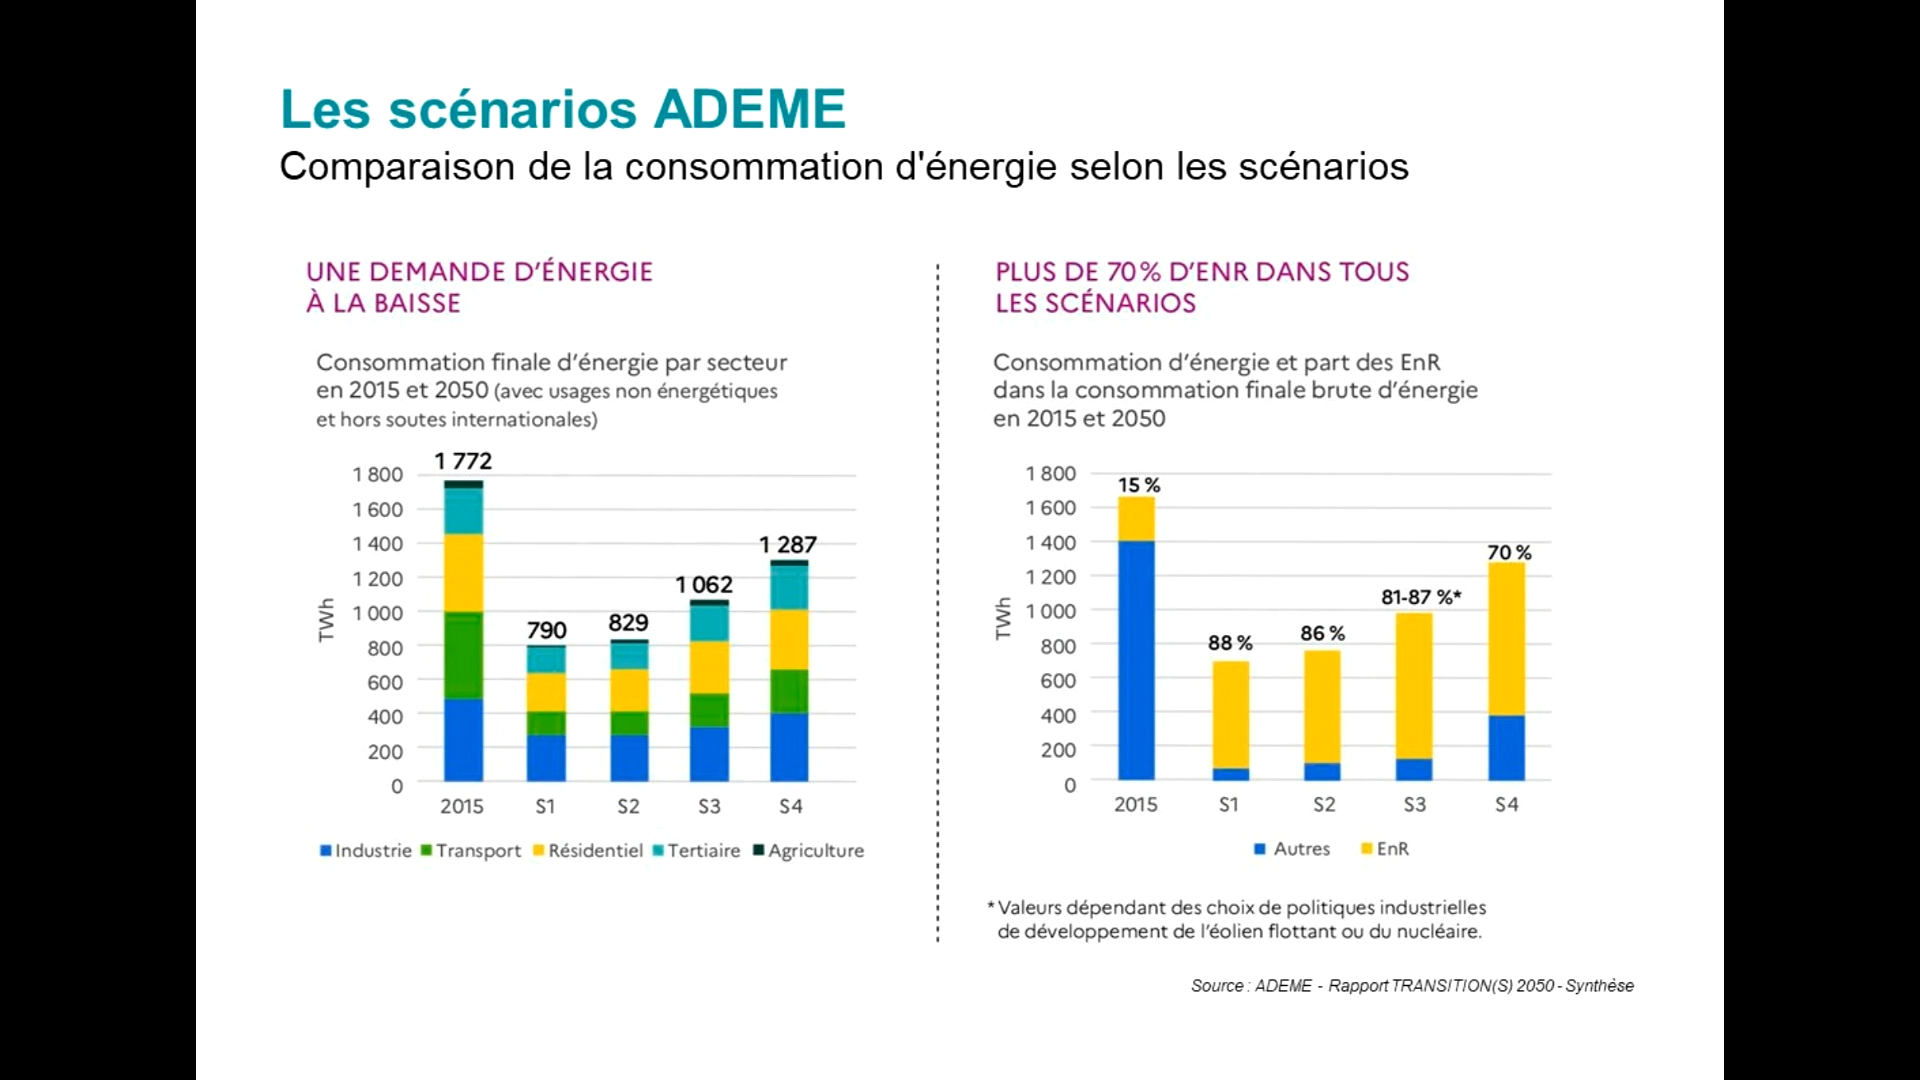 Les scénarios ADEME
Comparaison de la consommation d'énergie selon les scénarios
UNE DEMANDE D'ÉNERGIE
À LA BAISSE
Consommation finale d'énergie par secteur
en 2015 et 2050 (avec usages non énergétiques
et hors soutes internationales)
TWh
1 800
1 600
1 400
1 200
1 000
800
600
400
200
0
1 772
790
829
1 062
1 287
2015 S1 S2 S3 S4
Industrie Transport Résidentiel Tertiaire Agriculture
PLUS DE 70 % D'ENR DANS TOUS
LES SCÉNARIOS
Consommation d'énergie et part des EnR
dans la consommation finale brute d'énergie
en 2015 et 2050
TWh
1 800
1 600
1 400
1 200
1 000
800
600
400
200
0
15 %
88 %
86 %
81-87 %*
70 %
2015 S1 S2 S3 S4
Autres EnR
* Valeurs dépendant des choix de politiques industrielles
de développement de l'éolien flottant ou du nucléaire.
Source : ADEME - Rapport TRANSITION(S) 2050 - Synthèse